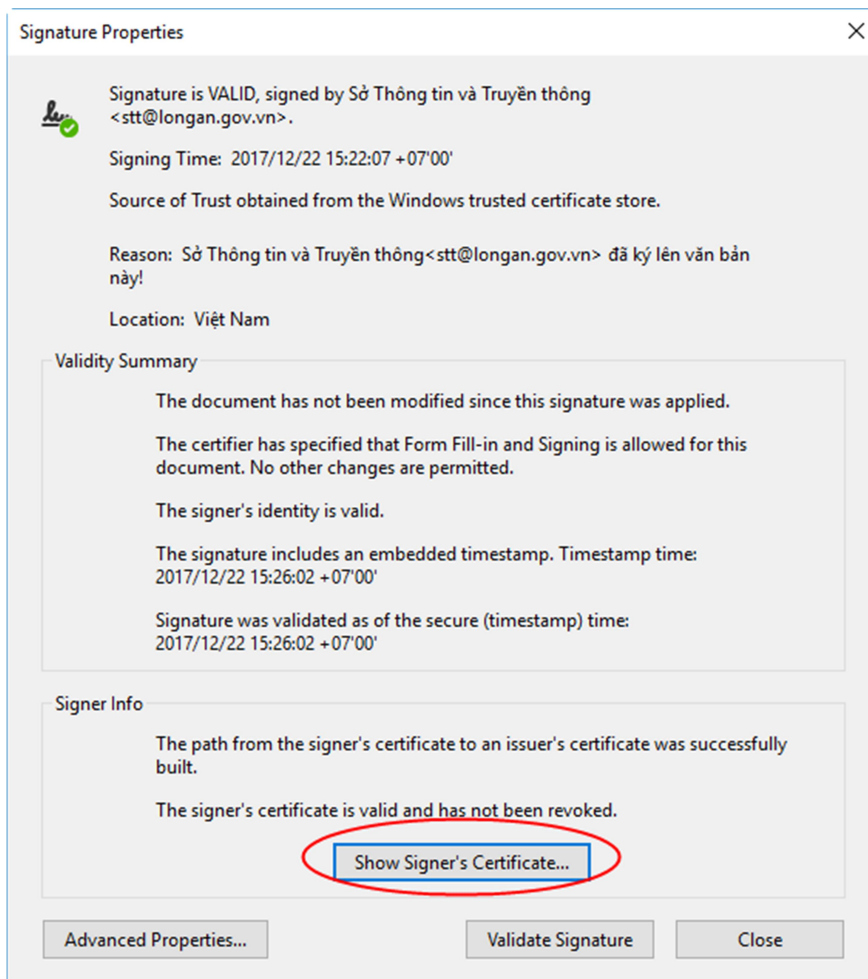 Signature Properties
Signature is VALID, signed by Sở Thông tin và Truyền thông
<stt@longan.gov.vn>.
Signing Time: 2017/12/22 15:22:07 +07'00'
Source of Trust obtained from the Windows trusted certificate store.
Reason: Sở Thông tin và Truyền thông<stt@longan.gov.vn> đã ký lên văn bản
này!
Location: Việt Nam
Validity Summary
The document has not been modified since this signature was applied.
The certifier has specified that Form Fill-in and Signing is allowed for this
document. No other changes are permitted.
The signer's identity is valid.
The signature includes an embedded timestamp. Timestamp time:
2017/12/22 15:26:02 +07'00'
Signature was validated as of the secure (timestamp) time:
2017/12/22 15:26:02 +07'00'
Signer Info
The path from the signer's certificate to an issuer's certificate was successfully
built.
The signer's certificate is valid and has not been revoked.
Show Signer's Certificate...
Advanced Properties...
Validate Signature
Close